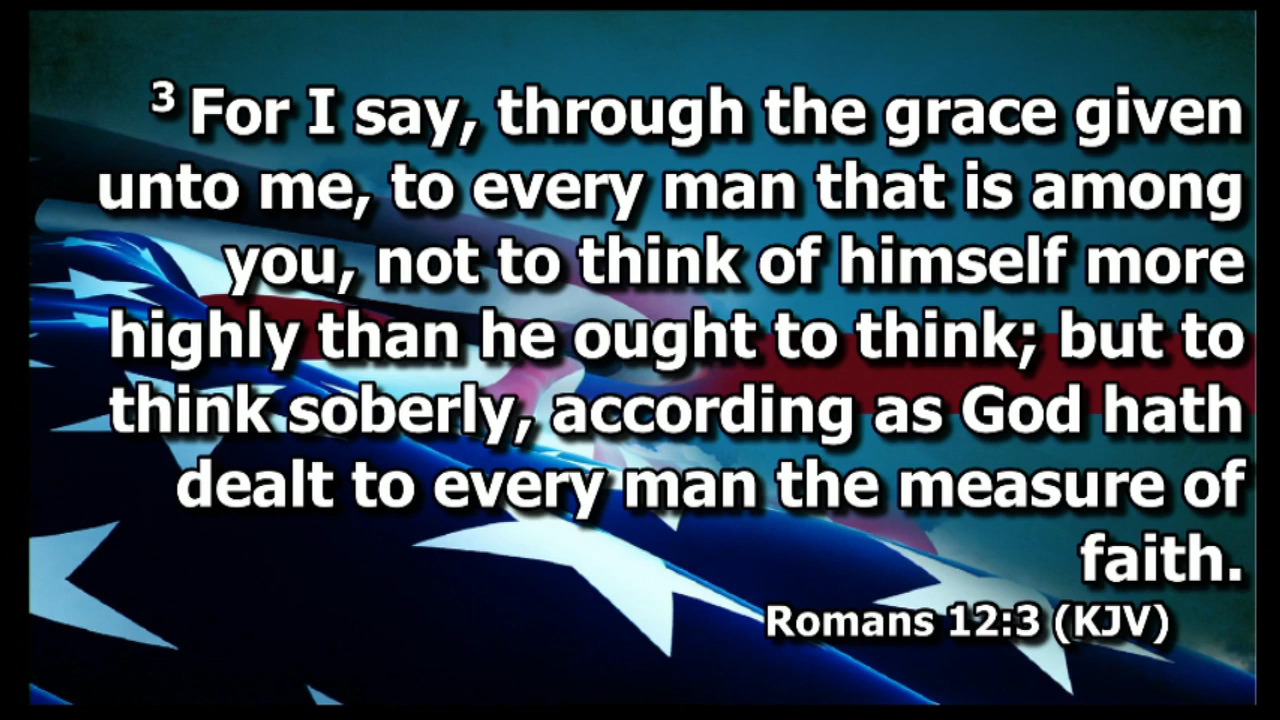 3 For I say, through the grace given
unto me, to every man that is among
you, not to think of himself more
highly than he ought to think; but to
think soberly, according as God hath
dealt to every man the measure of
faith.
Romans 12:3 (KJV)